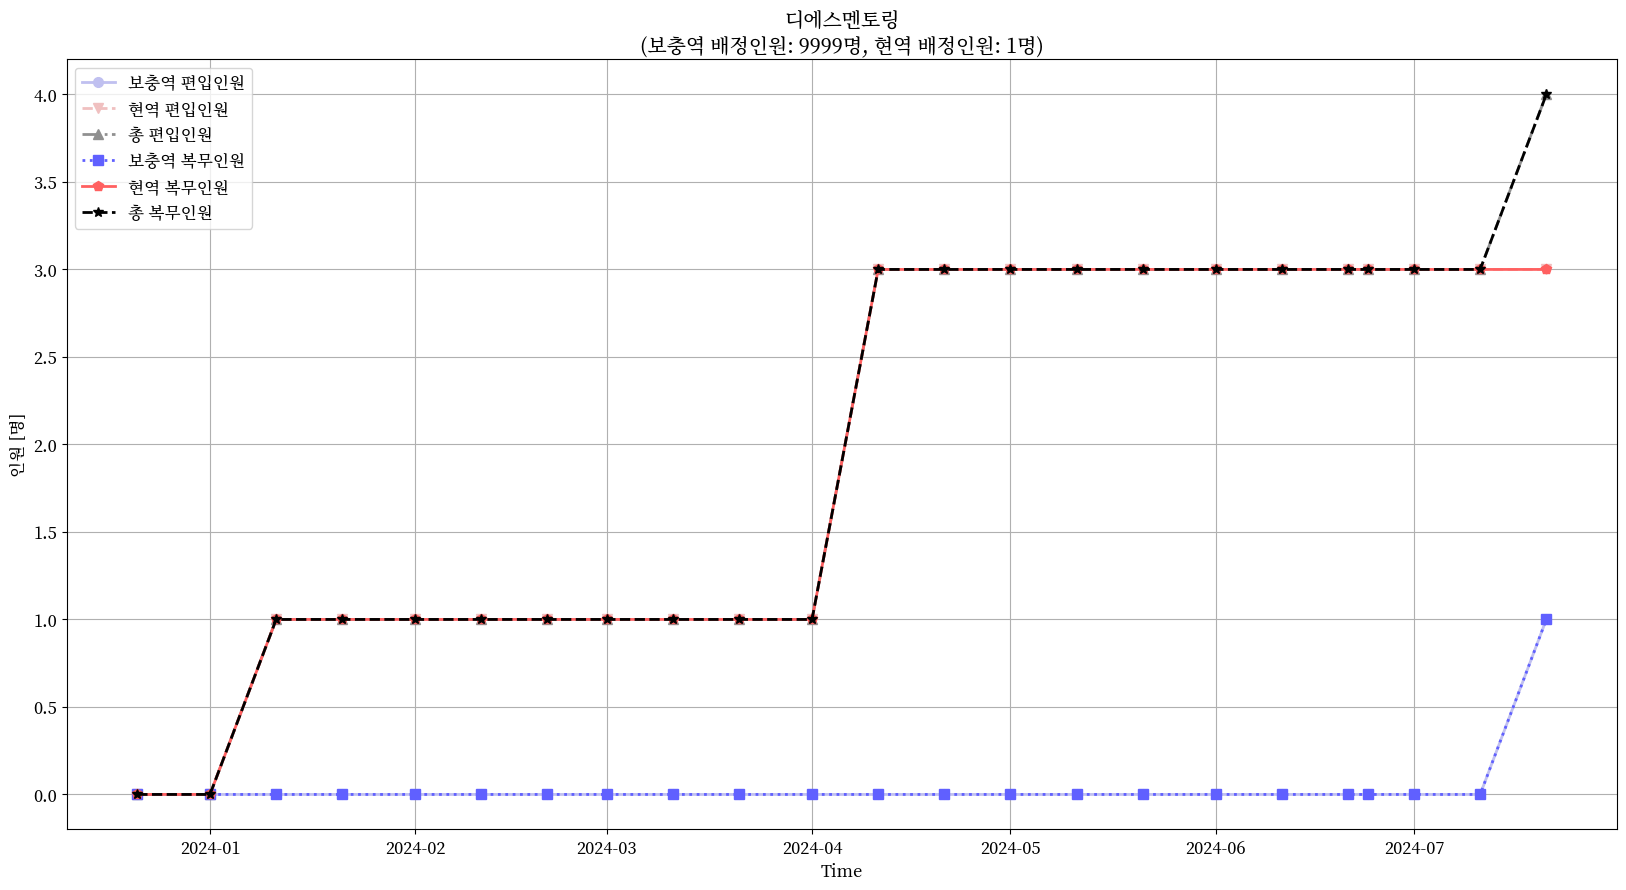 디에스멘토링
(보충역 배정인원: 9999명, 현역 배정인원: 1명)
보충역 편입인원
현역 편입인원
총 편입인원
보충역 복무인원
현역 복무인원
총 복무인원
인원 [명]
4.0
3.5
3.0
2.5
2.0
1.5
1.0
0.5
0.0
2024-01 2024-02 2024-03 2024-04 2024-05 2024-06 2024-07
Time